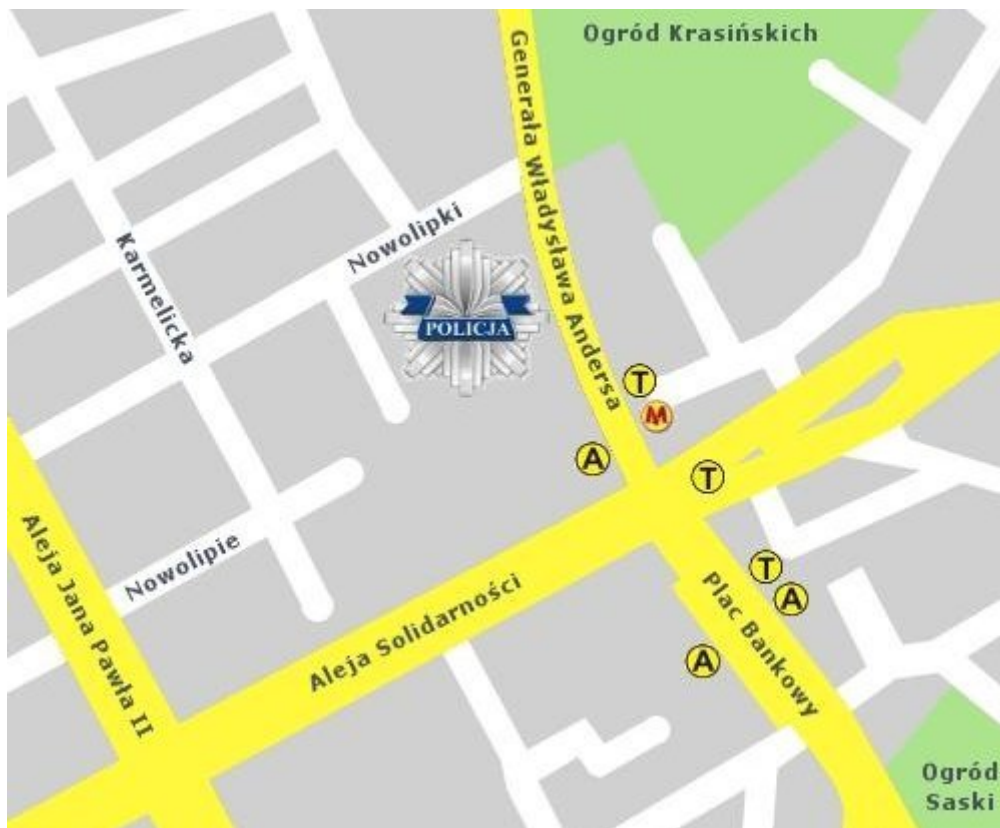 Ogród Krasińskich
Generała Władysława Andersa
Nowolipki
Karmelicka
POLICJA
T
M
A
T
Aleja Jana Pawła II
Nowolipie
Aleja Solidarności
T
A
Plac Bankowy
A
Ogród
Saski